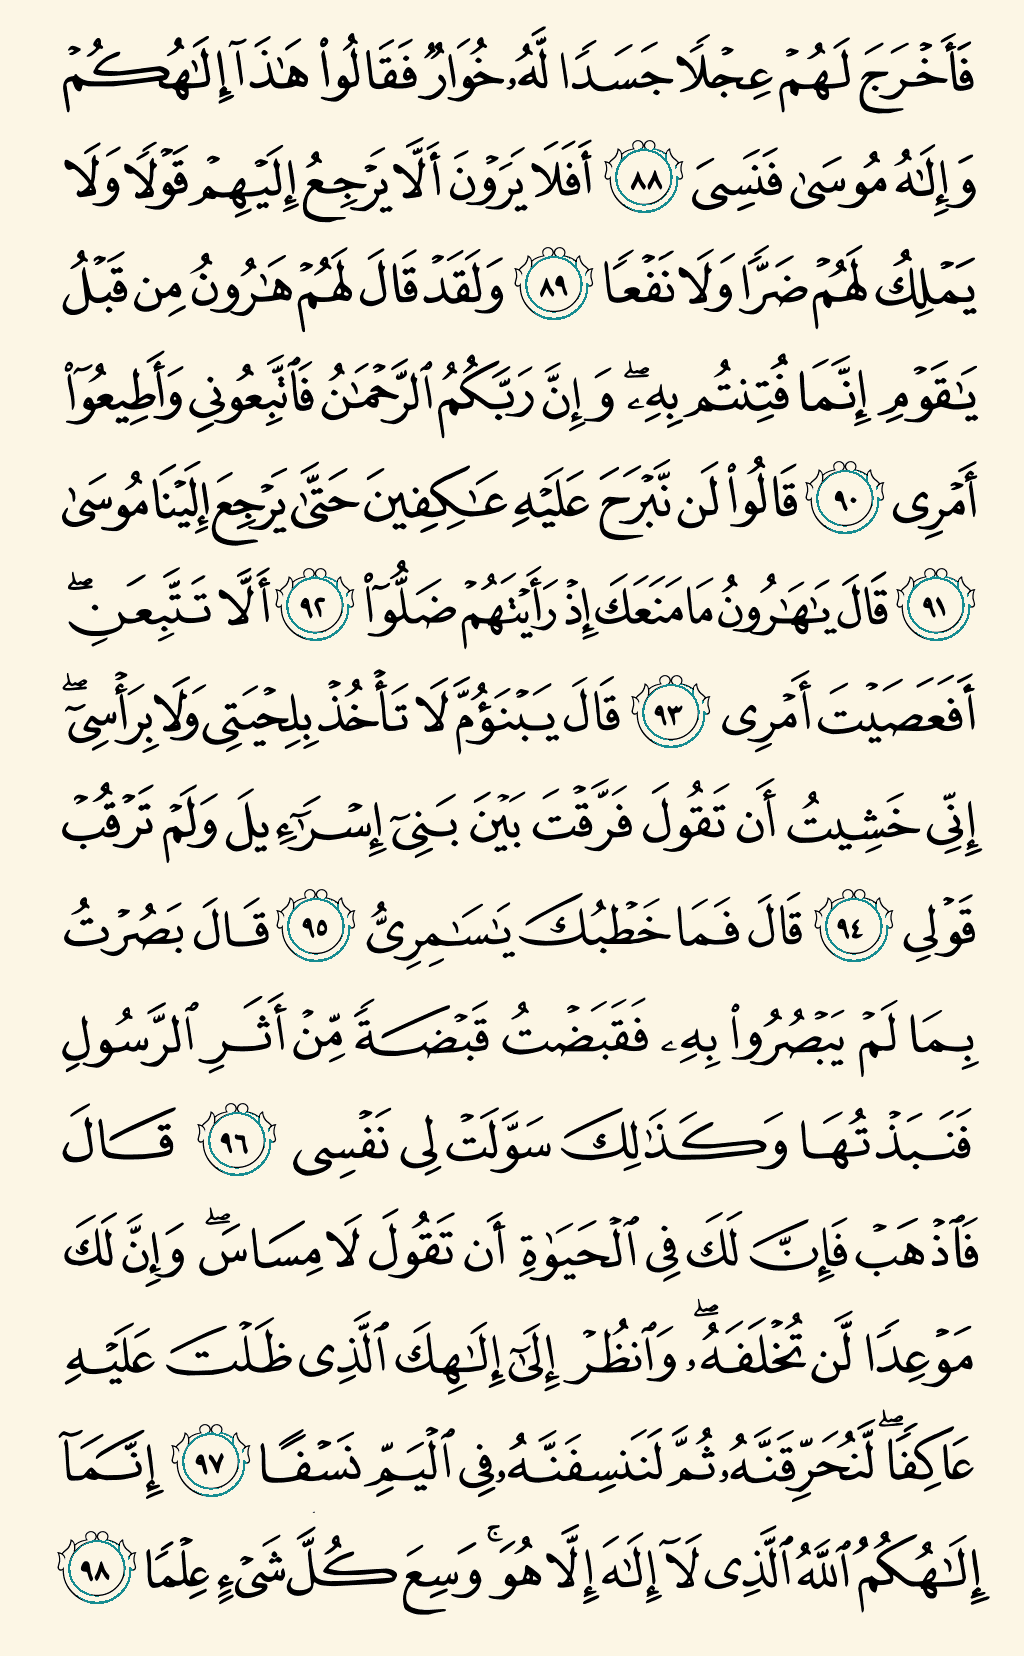 فَأَخْرَجَ لَهُمْ عِجْلًا جَسَدًا لَّهُۥ خُوَارٌ فَقَالُوا۟ هَٰذَآ إِلَٰهُكُمْ
وَإِلَٰهُ مُوسَىٰ فَنَسِىَ ٨٨ أَفَلَا يَرَوْنَ أَلَّا يَرْجِعُ إِلَيْهِمْ قَوْلًا وَلَا
يَمْلِكُ لَهُمْ ضَرًّا وَلَا نَفْعًا ٨٩ وَلَقَدْ قَالَ لَهُمْ هَٰرُونُ مِن قَبْلُ
يَٰقَوْمِ إِنَّمَا فُتِنتُم بِهِۦ ۖ وَإِنَّ رَبَّكُمُ ٱلرَّحْمَٰنُ فَٱتَّبِعُونِى وَأَطِيعُوٓا۟
أَمْرِى ٩٠ قَالُوا۟ لَن نَّبْرَحَ عَلَيْهِ عَٰكِفِينَ حَتَّىٰ يَرْجِعَ إِلَيْنَا مُوسَىٰ
٩١ قَالَ يَٰهَٰرُونُ مَا مَنَعَكَ إِذْ رَأَيْتَهُمْ ضَلُّوٓا۟ ٩٢ أَلَّا تَتَّبِعَنِ ۖ
أَفَعَصَيْتَ أَمْرِى ٩٣ قَالَ يَبْنَؤُمَّ لَا تَأْخُذْ بِلِحْيَتِى وَلَا بِرَأْسِىٓ ۖ
إِنِّى خَشِيتُ أَن تَقُولَ فَرَّقْتَ بَيْنَ بَنِىٓ إِسْرَٰٓءِيلَ وَلَمْ تَرْقُبْ
قَوْلِى ٩٤ قَالَ فَمَا خَطْبُكَ يَٰسَٰمِرِىُّ ٩٥ قَالَ بَصُرْتُ
بِمَا لَمْ يَبْصُرُوا۟ بِهِۦ فَقَبَضْتُ قَبْضَةً مِّنْ أَثَرِ ٱلرَّسُولِ
فَنَبَذْتُهَا وَكَذَٰلِكَ سَوَّلَتْ لِى نَفْسِى ٩٦ قَالَ
فَٱذْهَبْ فَإِنَّ لَكَ فِى ٱلْحَيَوٰةِ أَن تَقُولَ لَا مِسَاسَ ۖ وَإِنَّ لَكَ
مَوْعِدًا لَّن تُخْلَفَهُۥ ۖ وَٱنظُرْ إِلَىٰٓ إِلَٰهِكَ ٱلَّذِى ظَلْتَ عَلَيْهِ
عَاكِفًا ۖ لَّنُحَرِّقَنَّهُۥ ثُمَّ لَنَنسِفَنَّهُۥ فِى ٱلْيَمِّ نَسْفًا ٩٧ إِنَّمَآ
إِلَٰهُكُمُ ٱللَّهُ ٱلَّذِى لَآ إِلَٰهَ إِلَّا هُوَ ۚ وَسِعَ كُلَّ شَىْءٍ عِلْمًا ٩٨